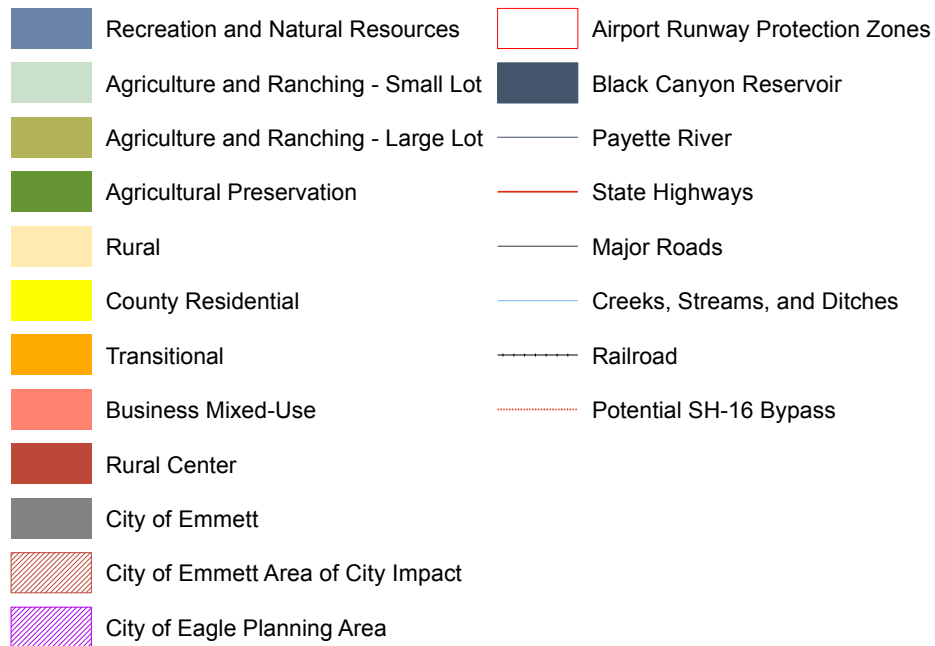 Recreation and Natural Resources
Agriculture and Ranching - Small Lot
Agriculture and Ranching - Large Lot
Agricultural Preservation
Rural
County Residential
Transitional
Business Mixed-Use
Rural Center
City of Emmett
City of Emmett Area of City Impact
City of Eagle Planning Area
Airport Runway Protection Zones
Black Canyon Reservoir
Payette River
State Highways
Major Roads
Creeks, Streams, and Ditches
Railroad
Potential SH-16 Bypass